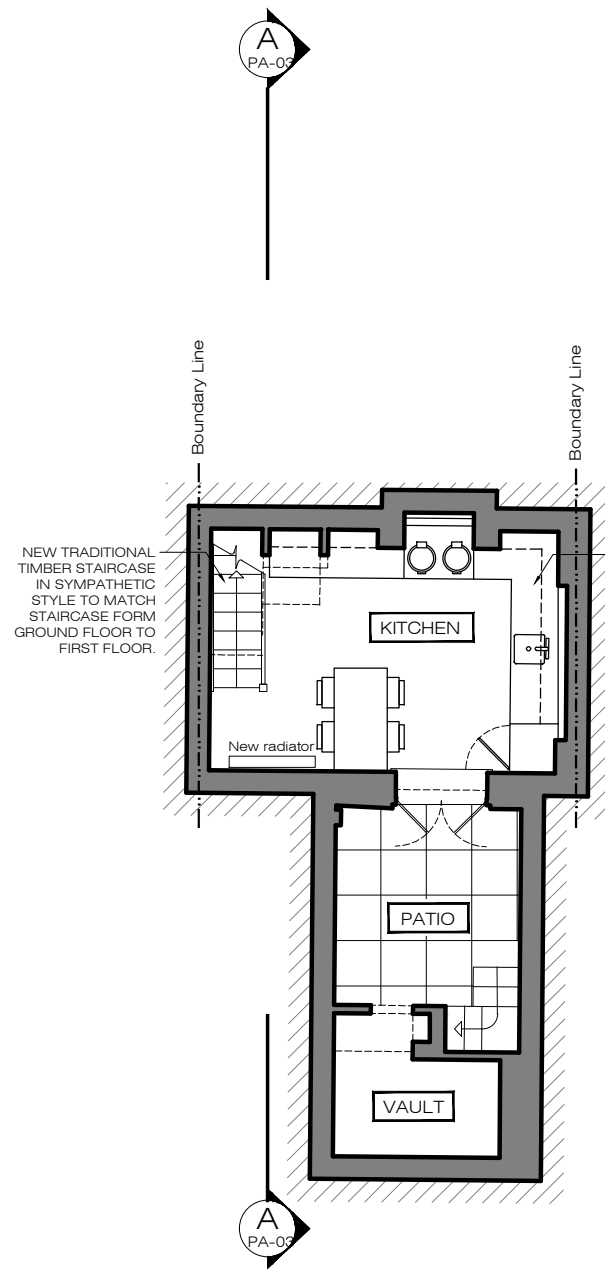 A
PA-03
Boundary Line
Boundary Line
NEW TRADITIONAL
TIMBER STAIRCASE
IN SYMPATHETIC
STYLE TO MATCH
STAIRCASE FORM
GROUND FLOOR TO
FIRST FLOOR.
KITCHEN
New radiator
PATIO
VAULT
A
PA-03